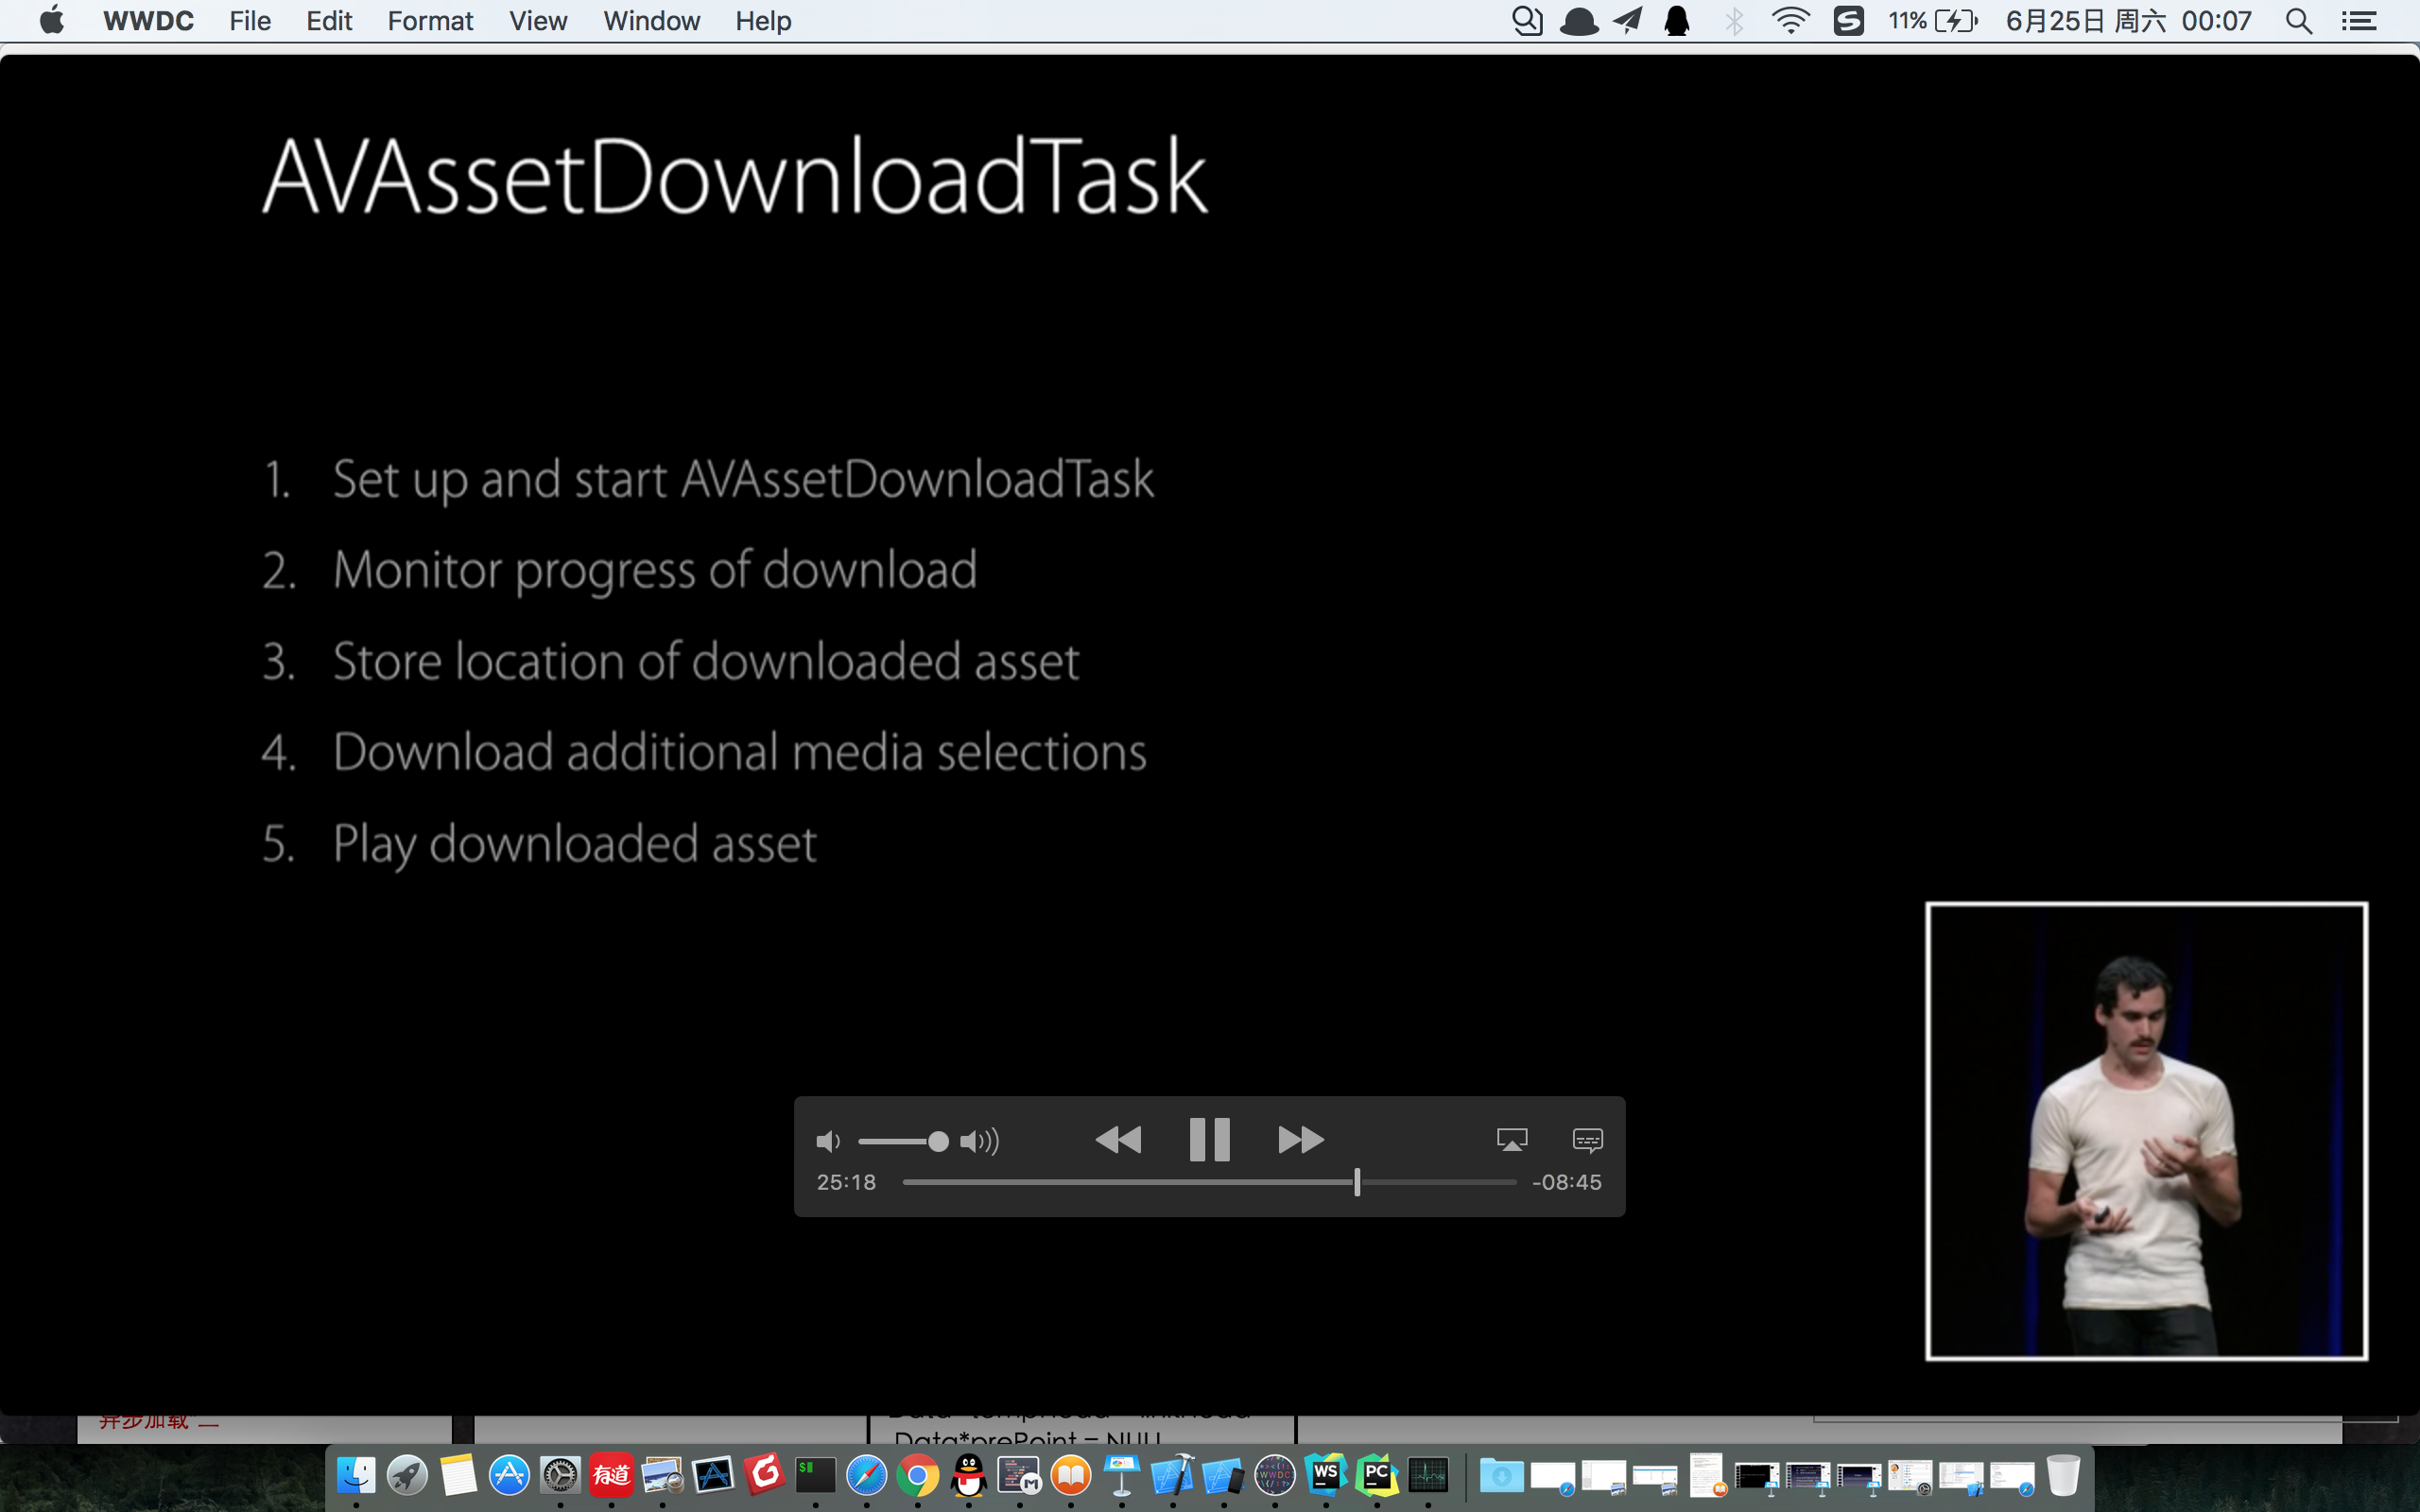 WWDC File Edit Format View Window Help 11% 6月25日 周六 00:07
AVAssetDownloadTask
1. Set up and start AVAssetDownloadTask
2. Monitor progress of download
3. Store location of downloaded asset
4. Download additional media selections
5. Play downloaded asset
25:18 -08:45
异步加载 二
Data*prePoint = NULL
有道 $ WWDC WS PC